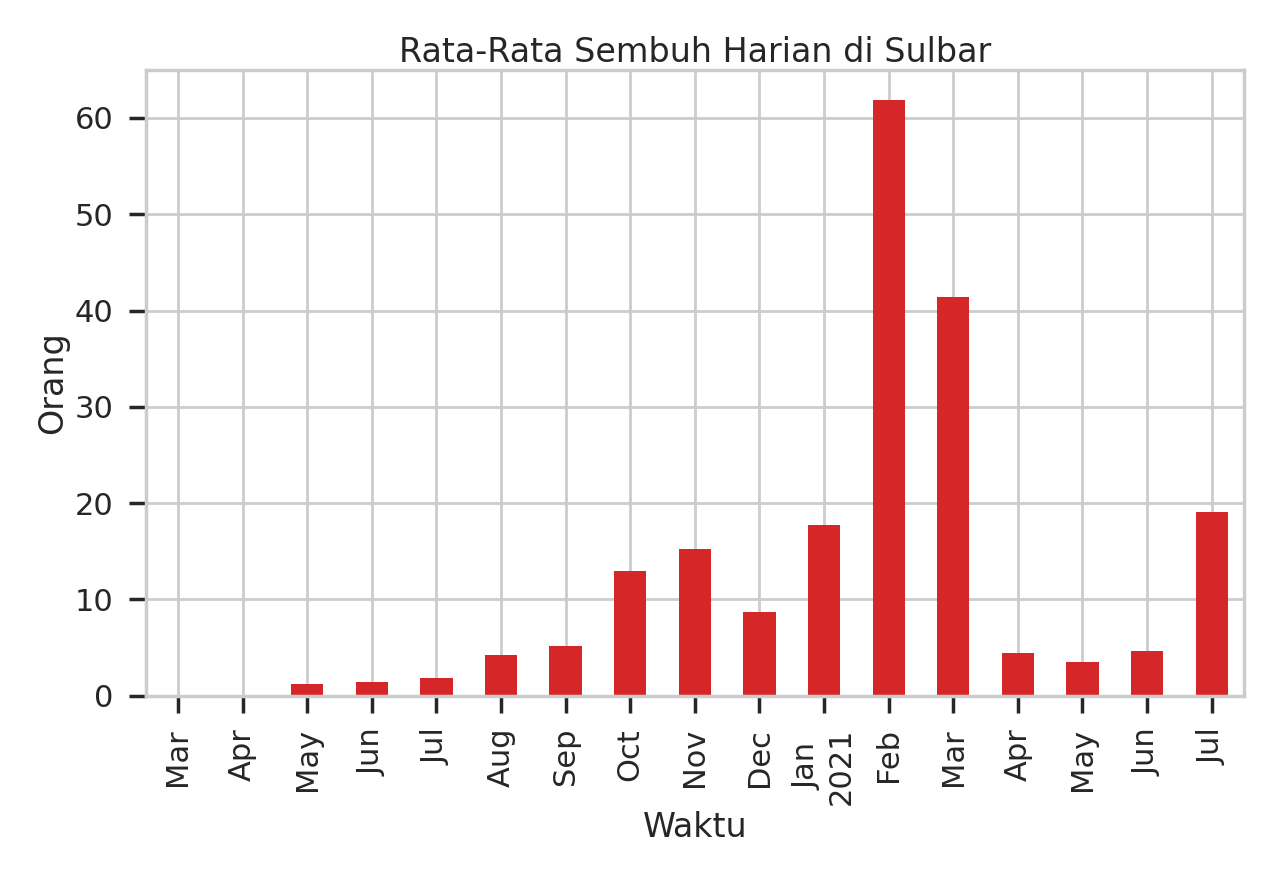 Rata-Rata Sembuh Harian di Sulbar
60
50
40
30
20
10
0
Orang
Mar
Apr
May
Jun
Jul
Aug
Sep
Oct
Nov
Dec
Jan
2021
Feb
Mar
Apr
May
Jun
Jul
Waktu